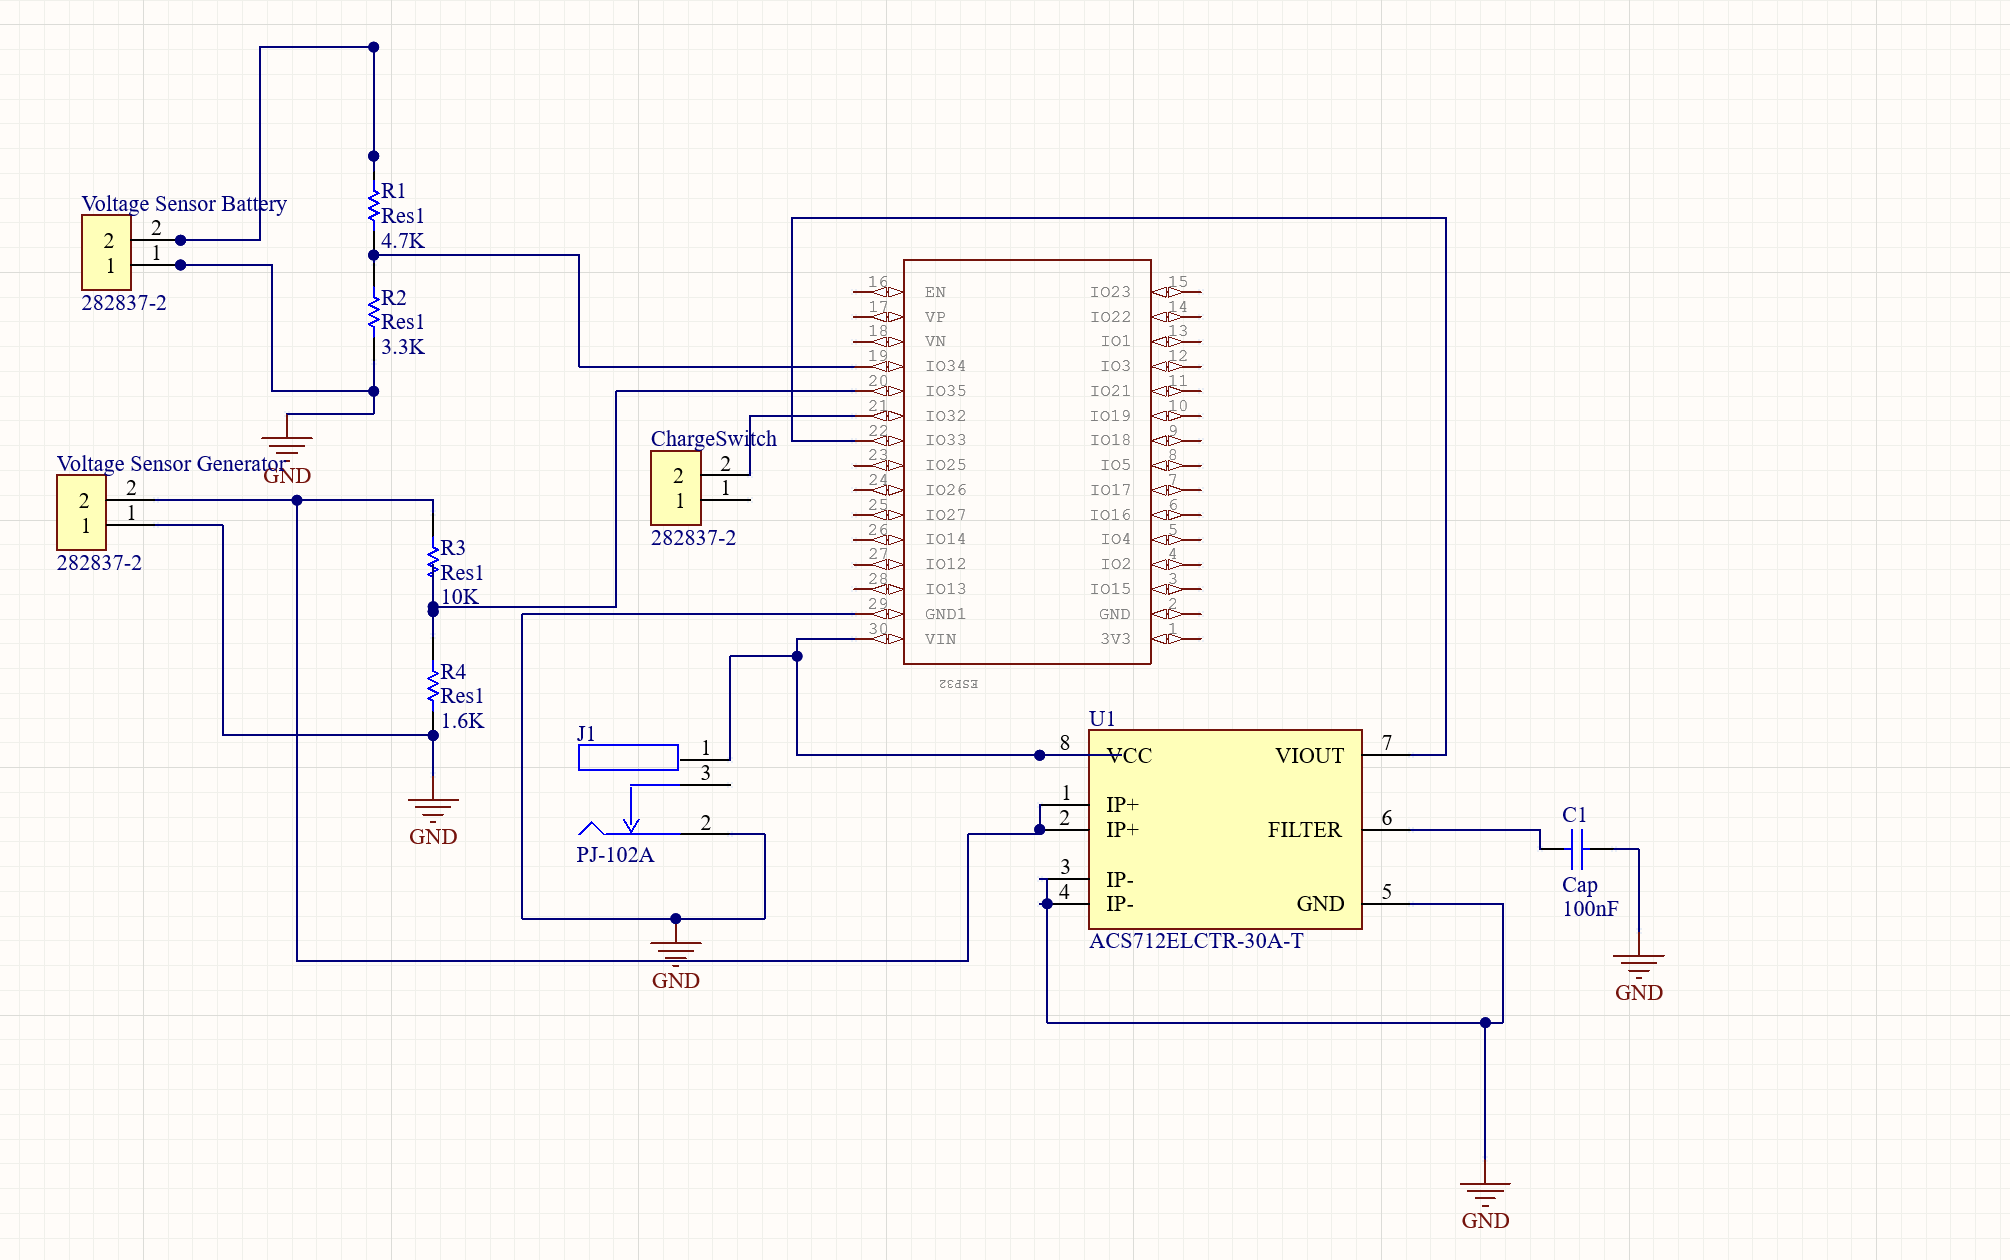 Voltage Sensor Battery
2
1
2
1
282837-2
R1
Res1
4.7K
R2
Res1
3.3K
GND
Voltage Sensor Generator
2
1
2
1
282837-2
R3
Res1
10K
R4
Res1
1.6K
GND
ChargeSwitch
2
1
2
1
282837-2
16 EN IO23 15
17 VP IO22 14
18 VN IO1 13
19 IO34 IO3 12
20 IO35 IO21 11
21 IO32 IO19 10
22 IO33 IO18 9
23 IO25 IO5 8
24 IO26 IO17 7
25 IO27 IO16 6
26 IO14 IO4 5
27 IO12 IO2 4
28 IO13 IO15 3
29 GND1 GND 2
30 VIN 3V3 1
ESP32
J1
1
3
2
PJ-102A
GND
U1
8 VCC VIOUT 7
1 IP+
2 IP+ FILTER 6
3 IP-
4 IP- GND 5
ACS712ELCTR-30A-T
C1
Cap
100nF
GND
GND